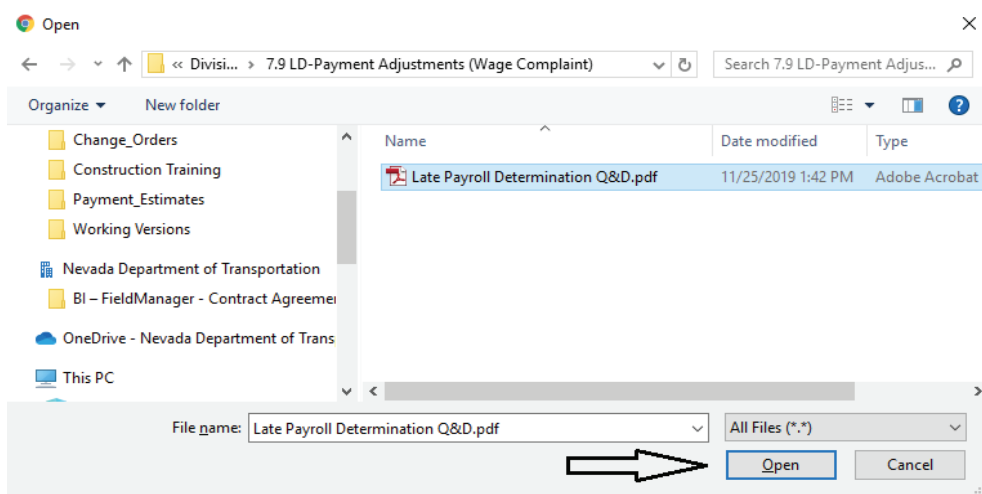 Open
« Divisi... › 7.9 LD-Payment Adjustments (Wage Complaint)
Search 7.9 LD-Payment Adjus...
Organize
New folder
Change_Orders
Construction Training
Payment_Estimates
Working Versions
Nevada Department of Transportation
BI – FieldManager - Contract Agreemer
OneDrive - Nevada Department of Trans
This PC
Name
Date modified
Type
Late Payroll Determination Q&D.pdf
11/25/2019 1:42 PM
Adobe Acrobat
File name:
Late Payroll Determination Q&D.pdf
All Files (*.*)
Open
Cancel